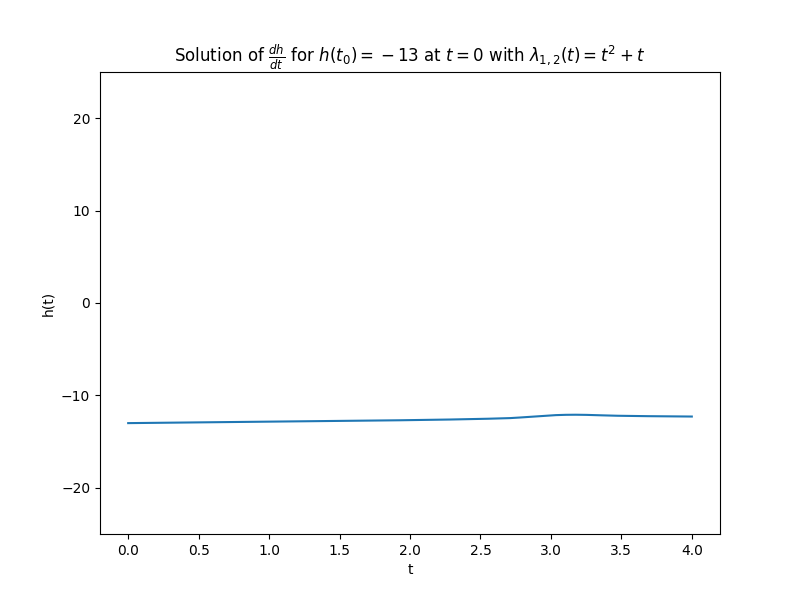 Solution of $\frac{dh}{dt}$ for $h(t_0) = -13$ at $t = 0$ with $\lambda_{1,2}(t) = t^2 + t$
20
10
0
−10
−20
h(t)
0.0 0.5 1.0 1.5 2.0 2.5 3.0 3.5 4.0
t